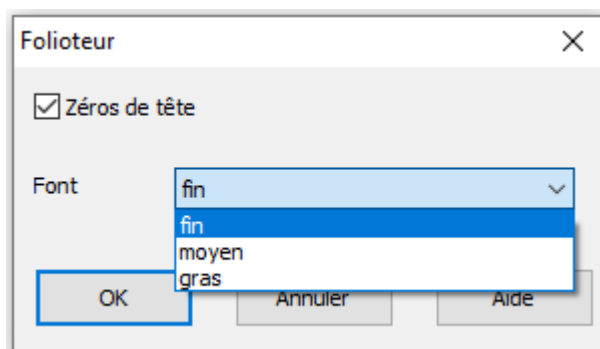 Folioteur
Zéros de tête
Font
fin
fin
moyen
gras
OK
Annuler
Aide